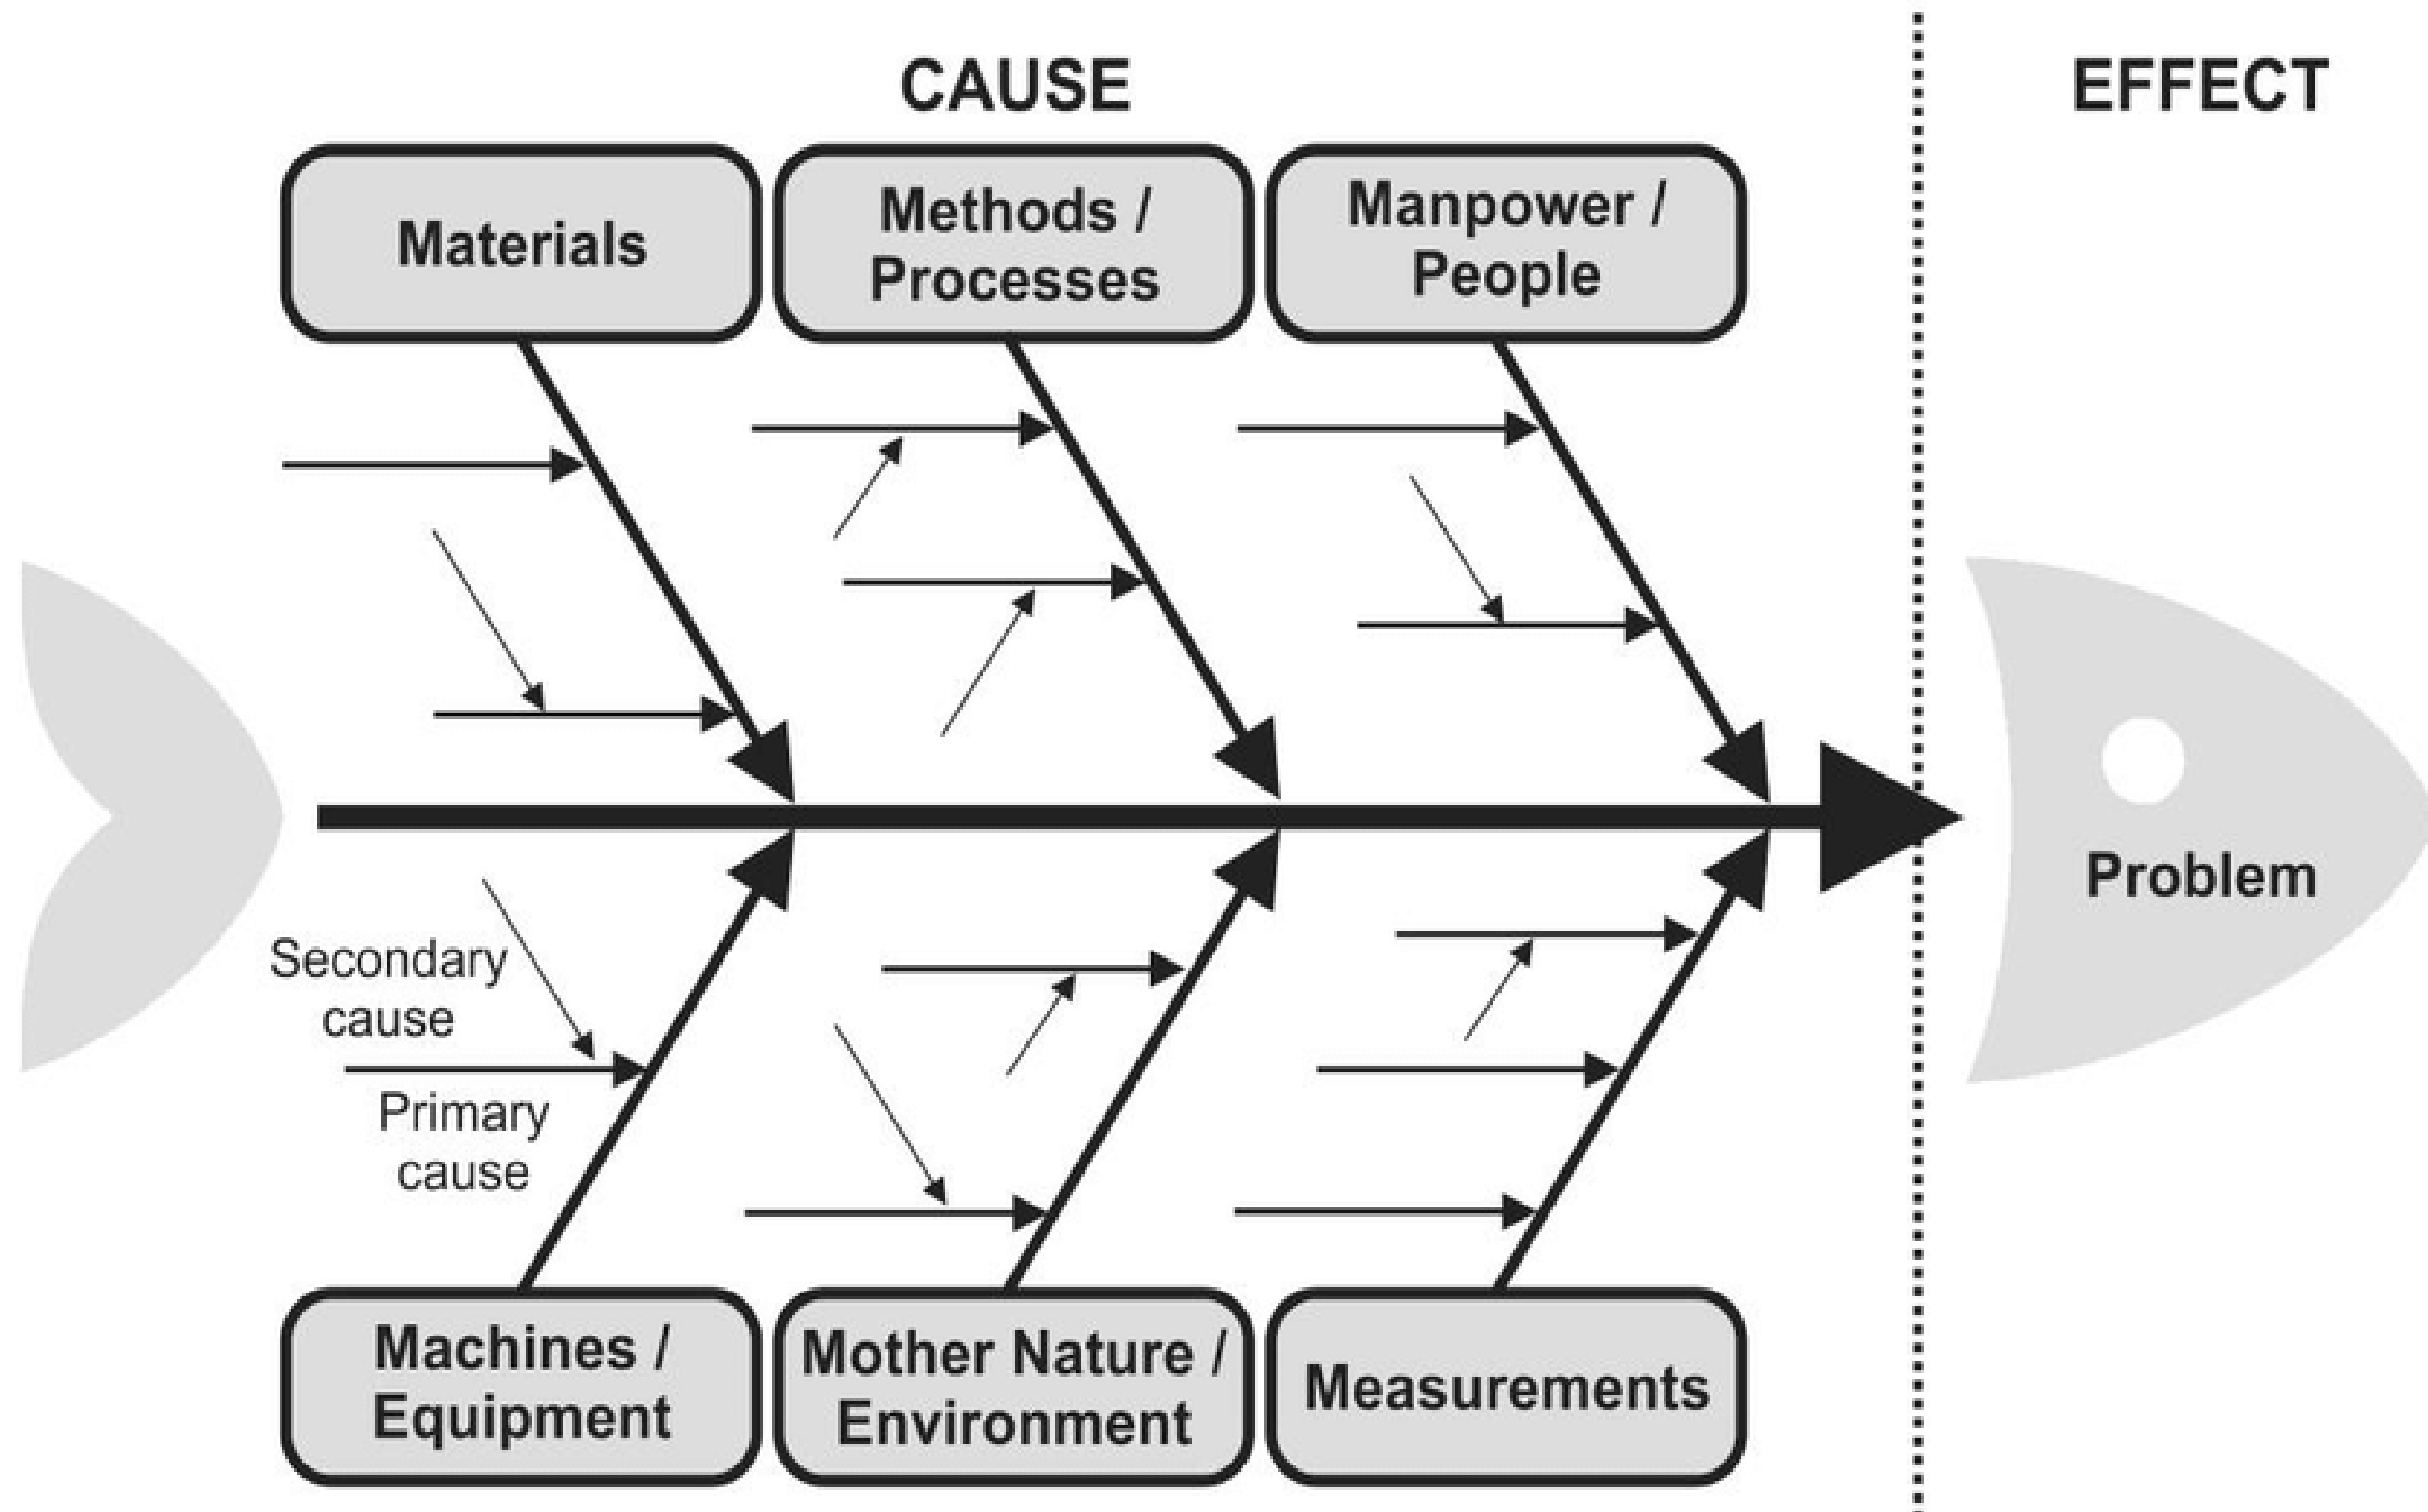 CAUSE
EFFECT
Materials
Methods /
Processes
Manpower /
People
Problem
Secondary
cause
Primary
cause
Machines /
Equipment
Mother Nature /
Environment
Measurements